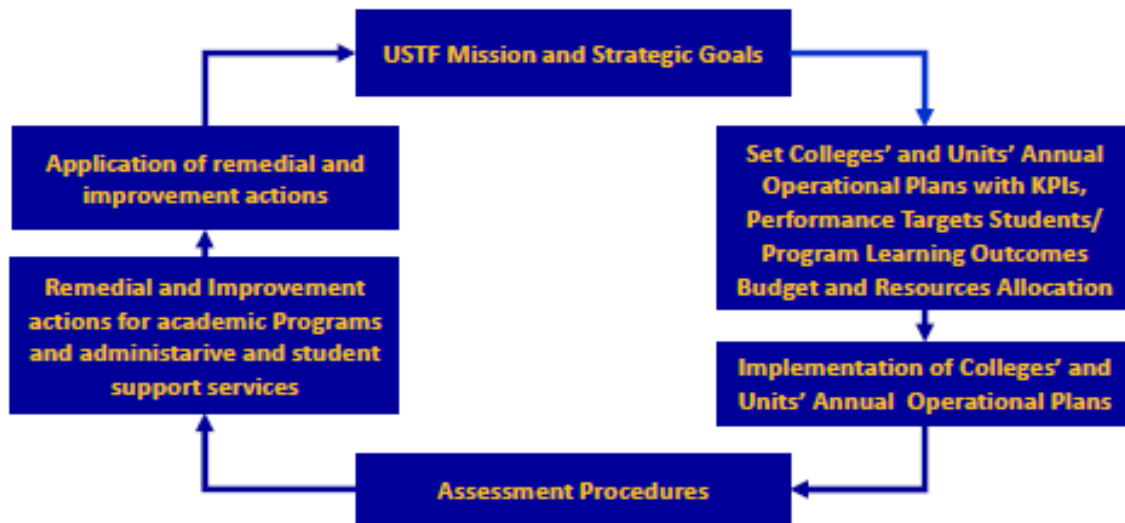 USTF Mission and Strategic Goals
Set Colleges’ and Units’ Annual
Operational Plans with KPIs,
Performance Targets Students/
Program Learning Outcomes
Budget and Resources Allocation
Implementation of Colleges’ and
Units’ Annual Operational Plans
Assessment Procedures
Remedial and Improvement
actions for academic Programs
and administarive and student
support services
Application of remedial and
improvement actions